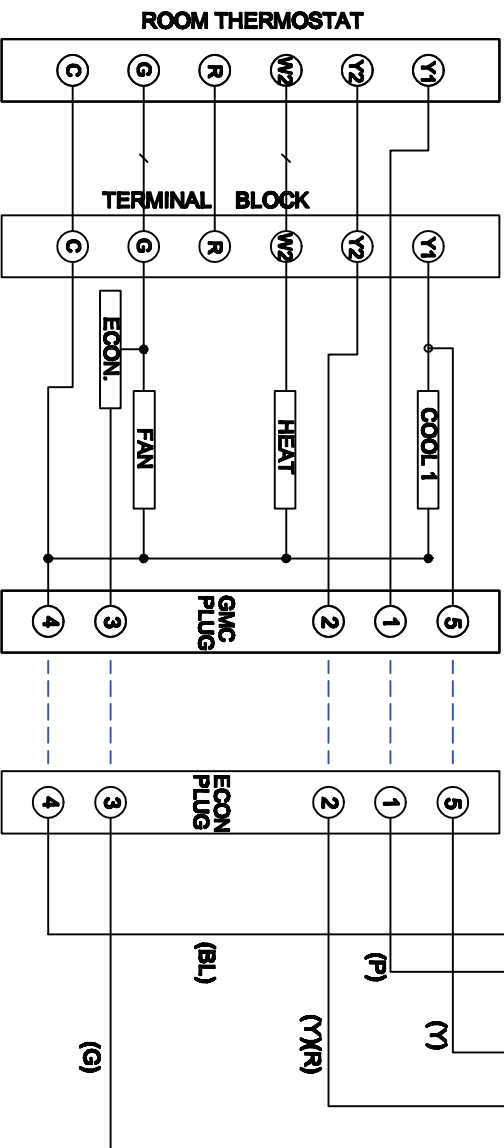 ROOM THERMOSTAT
C G R W2 Y2 Y1
TERMINAL BLOCK
C G R W2 Y2 Y1
ECON.
FAN
HEAT
COOL 1
4 3
GMC
PLUG
2 1 5
4 3
ECON
PLUG
2 1 5
(BL)
(P)
(G)
(Y)(R)
(Y)